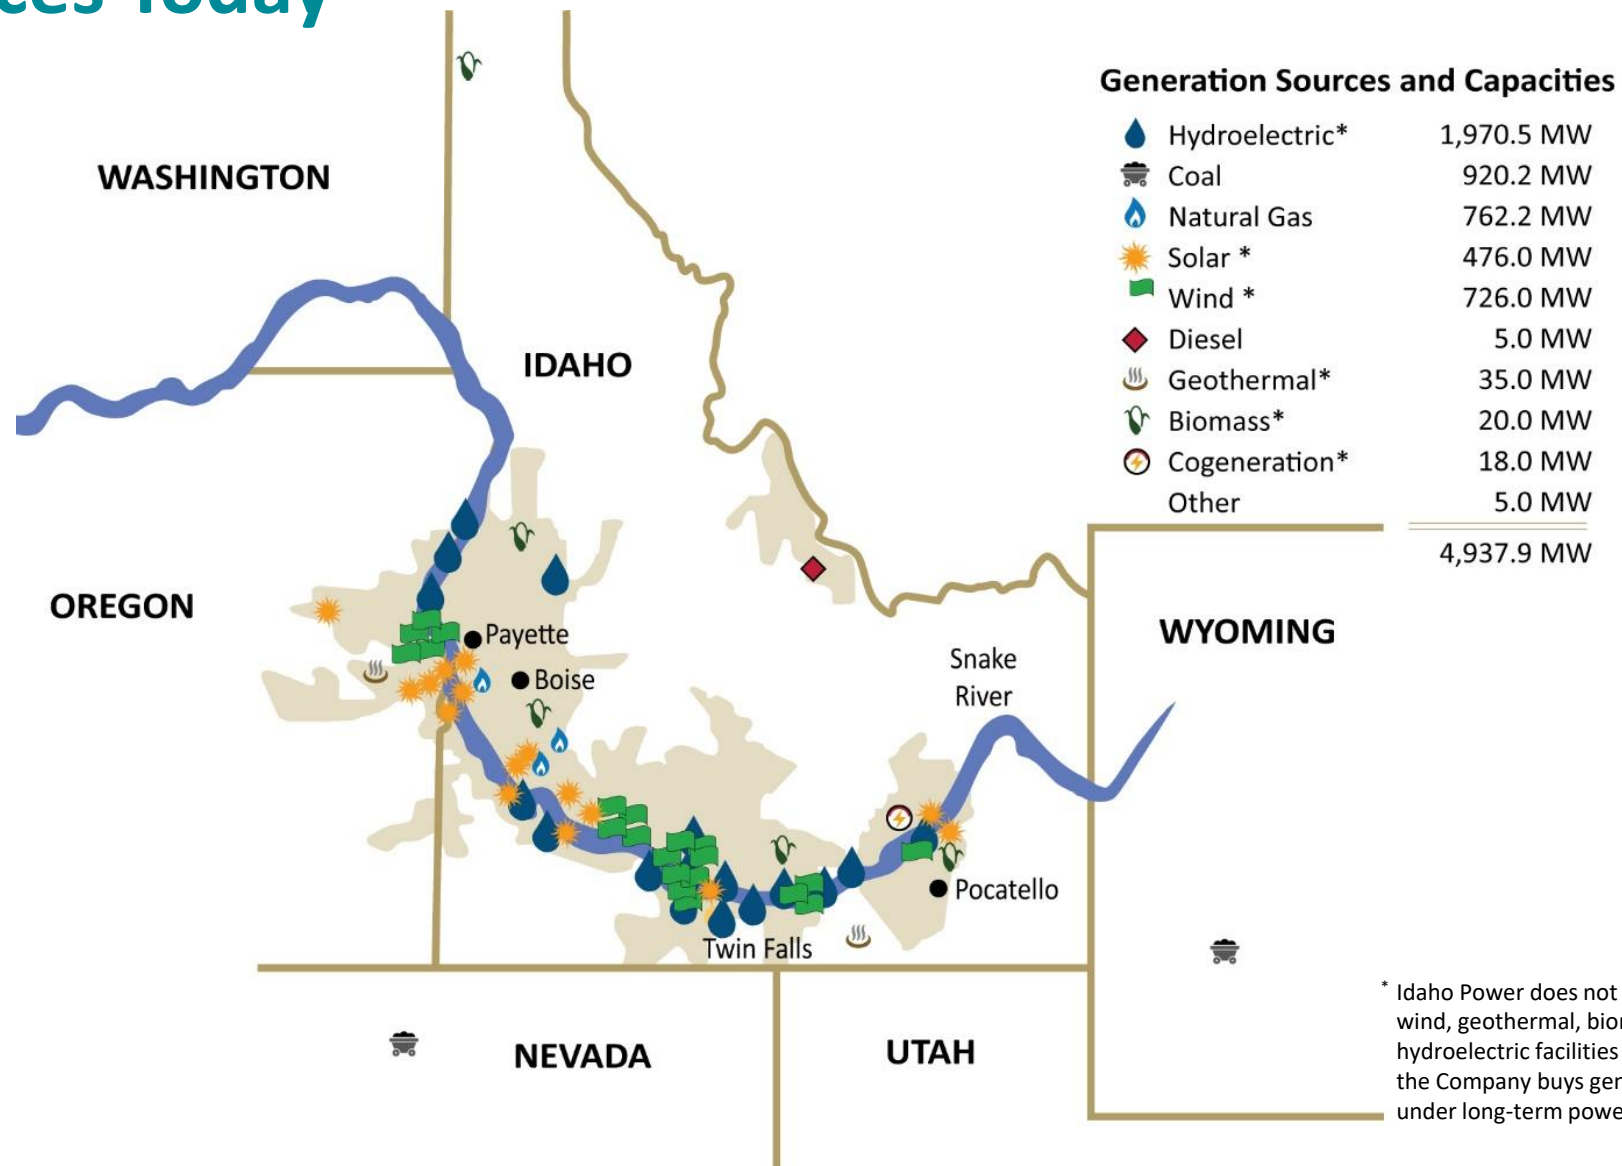 Today
Generation Sources and Capacities
Hydroelectric* 1,970.5 MW
Coal 920.2 MW
Natural Gas 762.2 MW
Solar * 476.0 MW
Wind * 726.0 MW
Diesel 5.0 MW
Geothermal* 35.0 MW
Biomass* 20.0 MW
Cogeneration* 18.0 MW
Other 5.0 MW
4,937.9 MW
WASHINGTON
IDAHO
OREGON
WYOMING
Payette
Boise
Snake
River
Pocatello
Twin Falls
NEVADA
UTAH
* Idaho Power does not
wind, geothermal,
hydroelectric facilities
the Company buys
under long-term